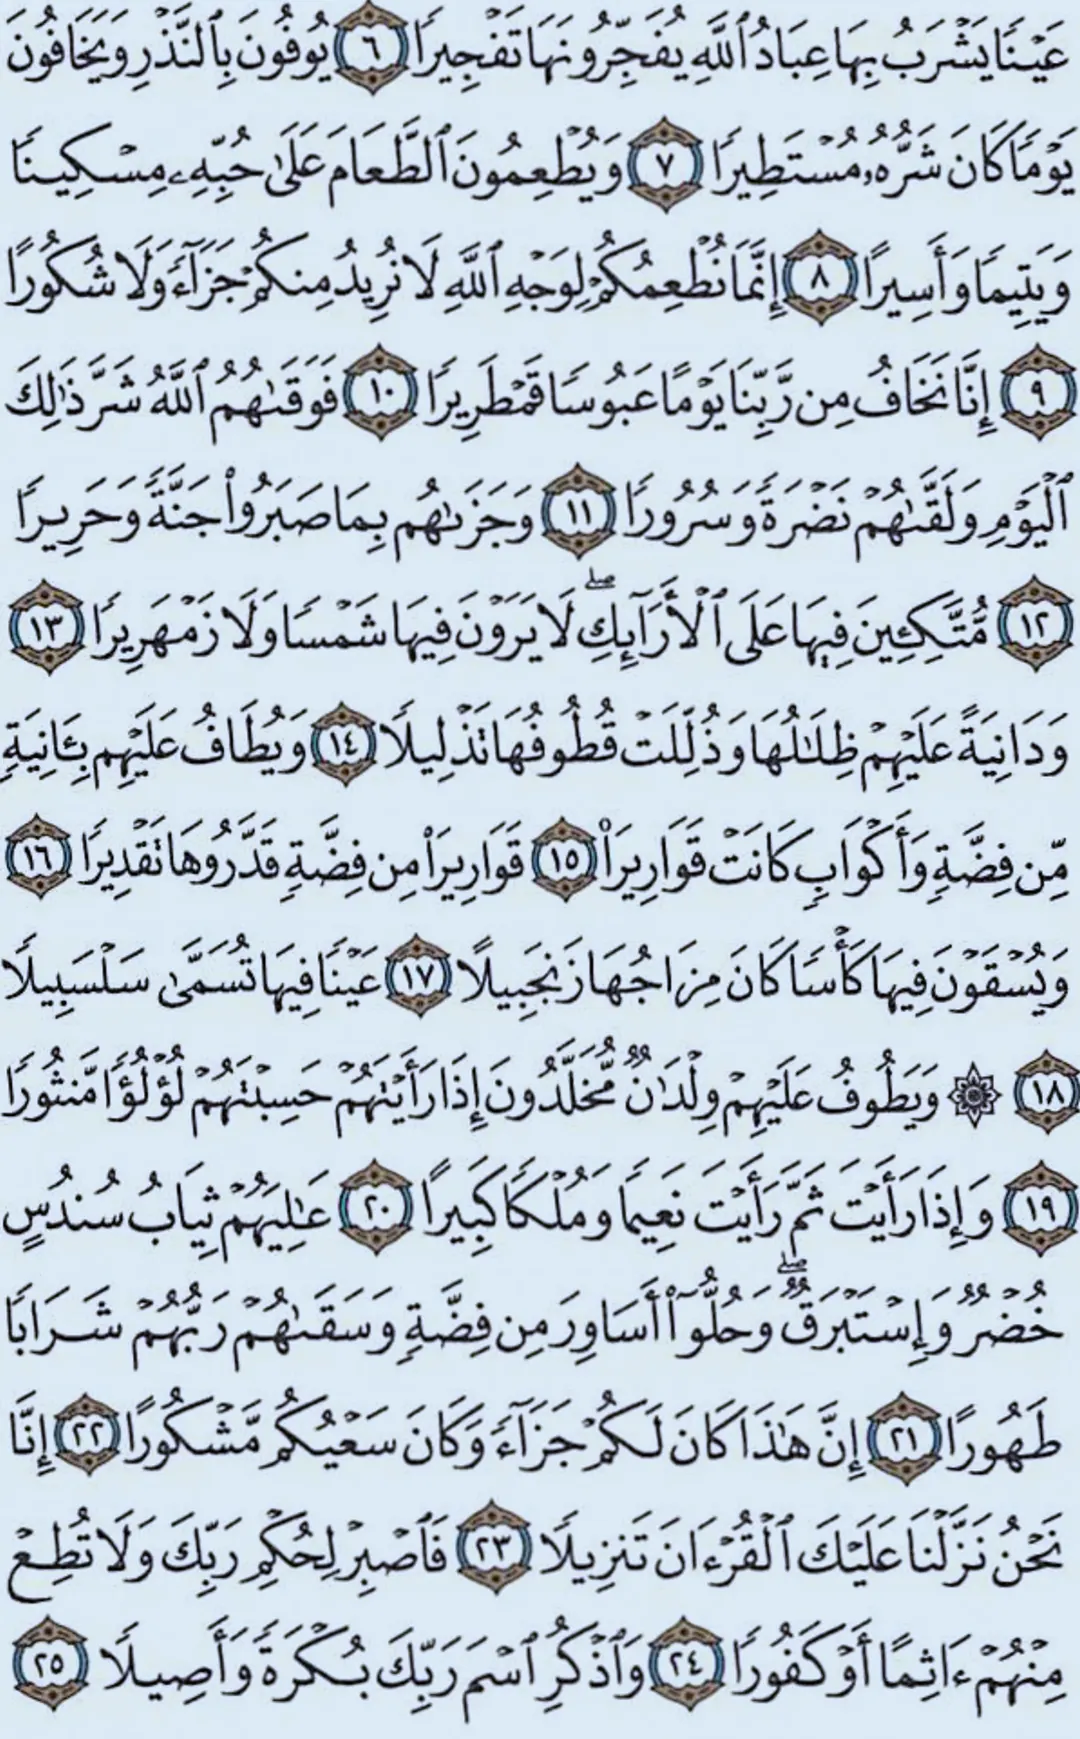 عَيۡنٗا يَشۡرَبُ بِهَا عِبَادُ ٱللَّهِ يُفَجِّرُونَهَا تَفۡجِيرٗا ٦ يُوفُونَ بِٱلنَّذۡرِ وَيَخَافُونَ
يَوۡمٗا كَانَ شَرُّهُۥ مُسۡتَطِيرٗا ٧ وَيُطۡعِمُونَ ٱلطَّعَامَ عَلَىٰ حُبِّهِۦ مِسۡكِينٗا
وَيَتِيمٗا وَأَسِيرًا ٨ إِنَّمَا نُطۡعِمُكُمۡ لِوَجۡهِ ٱللَّهِ لَا نُرِيدُ مِنكُمۡ جَزَآءٗ وَلَا شُكُورًا
٩ إِنَّا نَخَافُ مِن رَّبِّنَا يَوۡمًا عَبُوسٗا قَمۡطَرِيرٗا ١٠ فَوَقَىٰهُمُ ٱللَّهُ شَرَّ ذَٰلِكَ
ٱلۡيَوۡمِ وَلَقَّىٰهُمۡ نَضۡرَةٗ وَسُرُورٗا ١١ وَجَزَىٰهُم بِمَا صَبَرُواْ جَنَّةٗ وَحَرِيرٗا
١٢ مُّتَّكِـِٔينَ فِيهَا عَلَى ٱلۡأَرَآئِكِۖ لَا يَرَوۡنَ فِيهَا شَمۡسٗا وَلَا زَمۡهَرِيرٗا ١٣
وَدَانِيَةً عَلَيۡهِمۡ ظِلَٰلُهَا وَذُلِّلَتۡ قُطُوفُهَا تَذۡلِيلٗا ١٤ وَيُطَافُ عَلَيۡهِم بِـَٔانِيَةٖ
مِّن فِضَّةٖ وَأَكۡوَابٖ كَانَتۡ قَوَارِيرَا۠ ١٥ قَوَارِيرَاْ مِن فِضَّةٖ قَدَّرُوهَا تَقۡدِيرٗا ١٦
وَيُسۡقَوۡنَ فِيهَا كَأۡسٗا كَانَ مِزَاجُهَا زَنجَبِيلًا ١٧ عَيۡنٗا فِيهَا تُسَمَّىٰ سَلۡسَبِيلٗا
١٨ ۞ وَيَطُوفُ عَلَيۡهِمۡ وِلۡدَٰنٞ مُّخَلَّدُونَ إِذَا رَأَيۡتَهُمۡ حَسِبۡتَهُمۡ لُؤۡلُؤٗا مَّنثُورٗا
١٩ وَإِذَا رَأَيۡتَ ثَمَّ رَأَيۡتَ نَعِيمٗا وَمُلۡكٗا كَبِيرًا ٢٠ عَٰلِيَهُمۡ ثِيَابُ سُندُسٍ
خُضۡرٞ وَإِسۡتَبۡرَقٞۖ وَحُلُّوٓاْ أَسَاوِرَ مِن فِضَّةٖ وَسَقَىٰهُمۡ رَبُّهُمۡ شَرَابٗا
طَهُورًا ٢١ إِنَّ هَٰذَا كَانَ لَكُمۡ جَزَآءٗ وَكَانَ سَعۡيُكُم مَّشۡكُورًا ٢٢ إِنَّا
نَحۡنُ نَزَّلۡنَا عَلَيۡكَ ٱلۡقُرۡءَانَ تَنزِيلٗا ٢٣ فَٱصۡبِرۡ لِحُكۡمِ رَبِّكَ وَلَا تُطِعۡ
مِنۡهُمۡ ءَاثِمًا أَوۡ كَفُورٗا ٢٤ وَٱذۡكُرِ ٱسۡمَ رَبِّكَ بُكۡرَةٗ وَأَصِيلٗا ٢٥